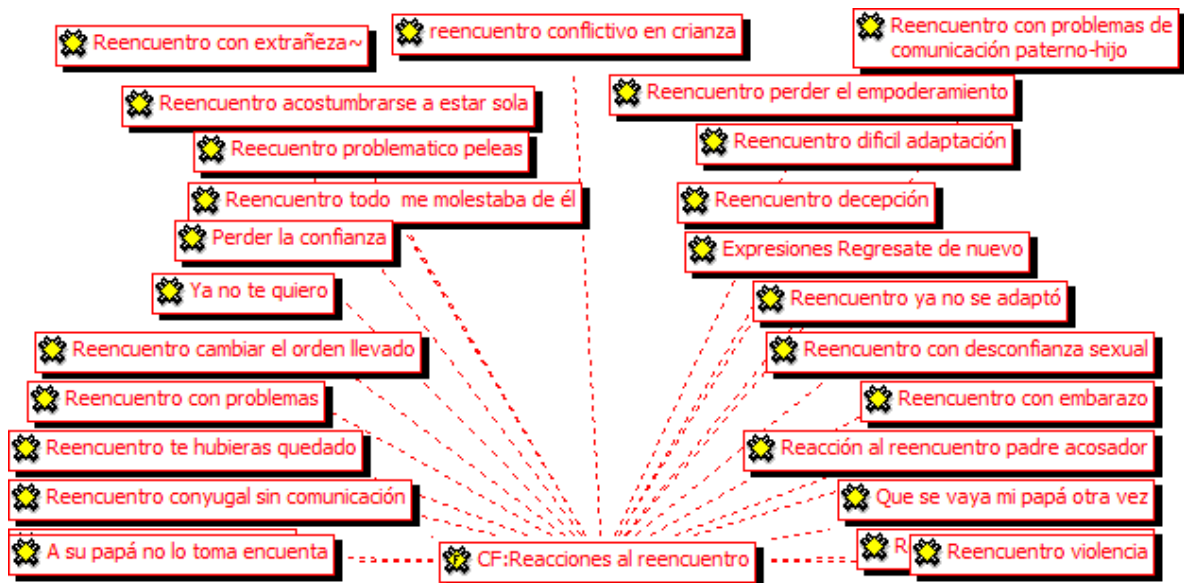 Reencuentro con extrañeza~
reencuentro conflictivo en crianza
Reencuentro con problemas de
comunicación paterno-hijo
Reencuentro acostumbrarse a estar sola
Reencuentro perder el empoderamiento
Reecuentro problematico peleas
Reencuentro dificil adaptación
Reencuentro todo me molestaba de él
Reencuentro decepción
Perder la confianza
Expresiones Regresate de nuevo
Ya no te quiero
Reencuentro ya no se adaptó
Reencuentro cambiar el orden llevado
Reencuentro con desconfianza sexual
Reencuentro con problemas
Reencuentro con embarazo
Reencuentro te hubieras quedado
Reacción al reencuentro padre acosador
Reencuentro conyugal sin comunicación
Que se vaya mi papá otra vez
A su papá no lo toma encuenta
CF:Reacciones al reencuentro
Reencuentro violencia